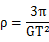 ρ = 3π / GT²